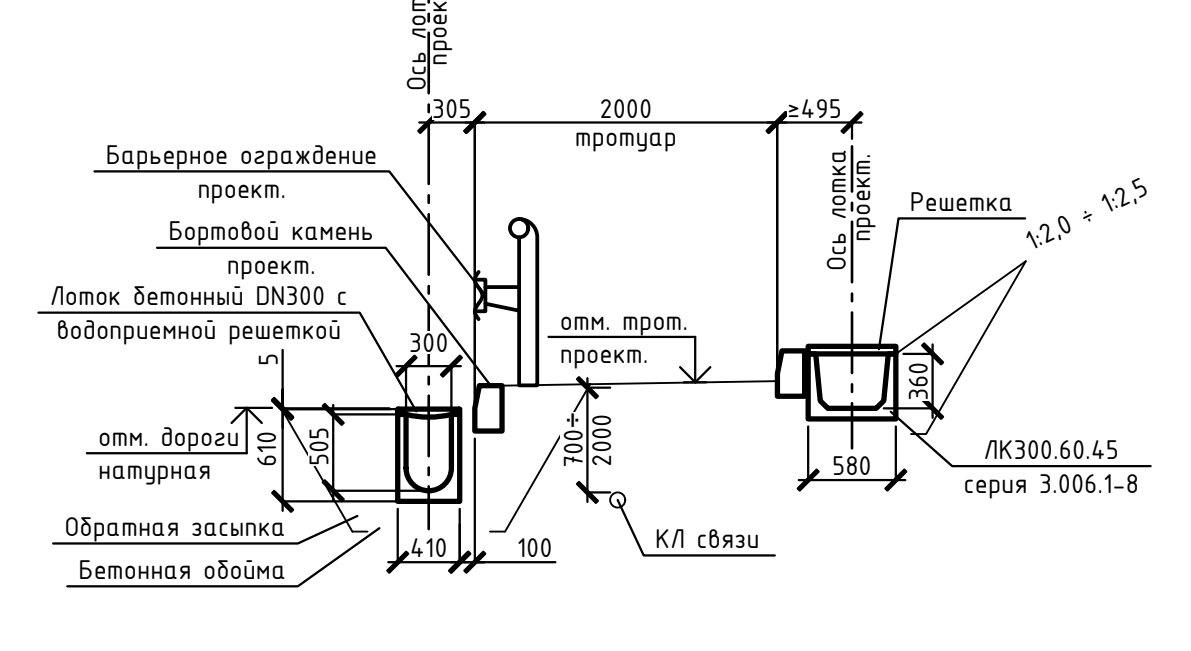 Ось лот
проек
305
2000
≥495
тротуар
Барьерное ограждение
проект.
Ось лотка
проект.
Решетка
1:2,0 ÷ 1:2,5
Бортовой камень
проект.
Лоток бетонный DN300 с
водоприемной решеткой
300
отм. трот.
проект.
5
360
отм. дороги
натурная
610
505
700÷
2000
580
ЛК300.60.45
серия 3.006.1-8
Обратная засыпка
КЛ связи
410
100
Бетонная обойма